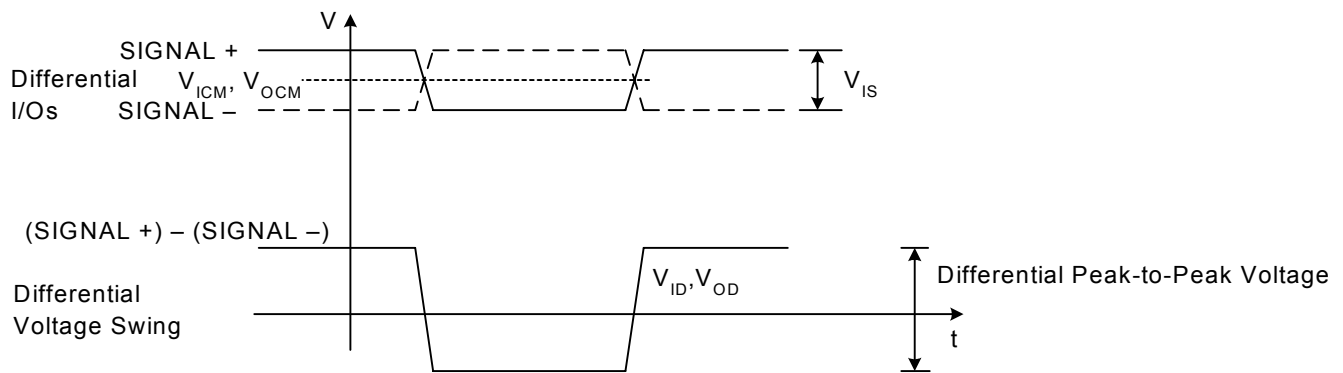 V
SIGNAL +
Differential V_ICM, V_OCM
V_IS
I/Os SIGNAL –
(SIGNAL +) – (SIGNAL –)
V_ID,V_OD
Differential Peak-to-Peak Voltage
Differential
Voltage Swing
t